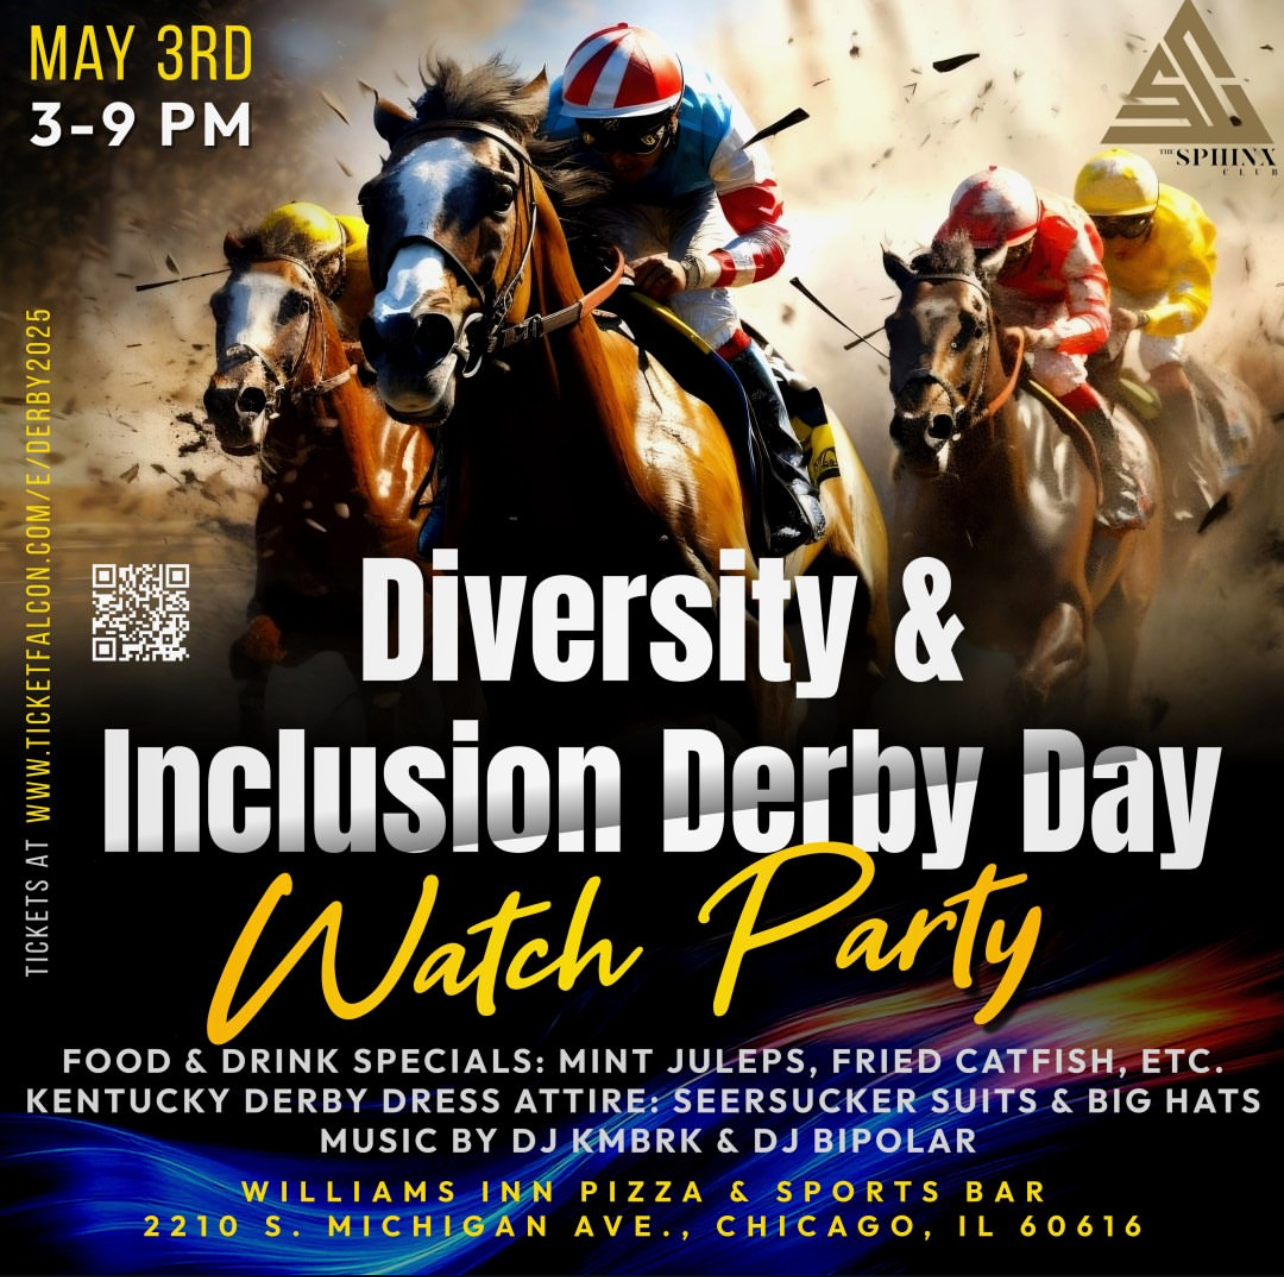 MAY 3RD
3-9 PM
THE SPHINX
CLUB
TICKETS AT WWW.TICKETFALCON.COM/E/DERBY2025
Diversity &
Inclusion Derby Day
Watch Party
FOOD & DRINK SPECIALS: MINT JULEPS, FRIED CATFISH, ETC.
KENTUCKY DERBY DRESS ATTIRE: SEERSUCKER SUITS & BIG HATS
MUSIC BY DJ KMBRK & DJ BIPOLAR
WILLIAMS INN PIZZA & SPORTS BAR
2210 S. MICHIGAN AVE., CHICAGO, IL 60616